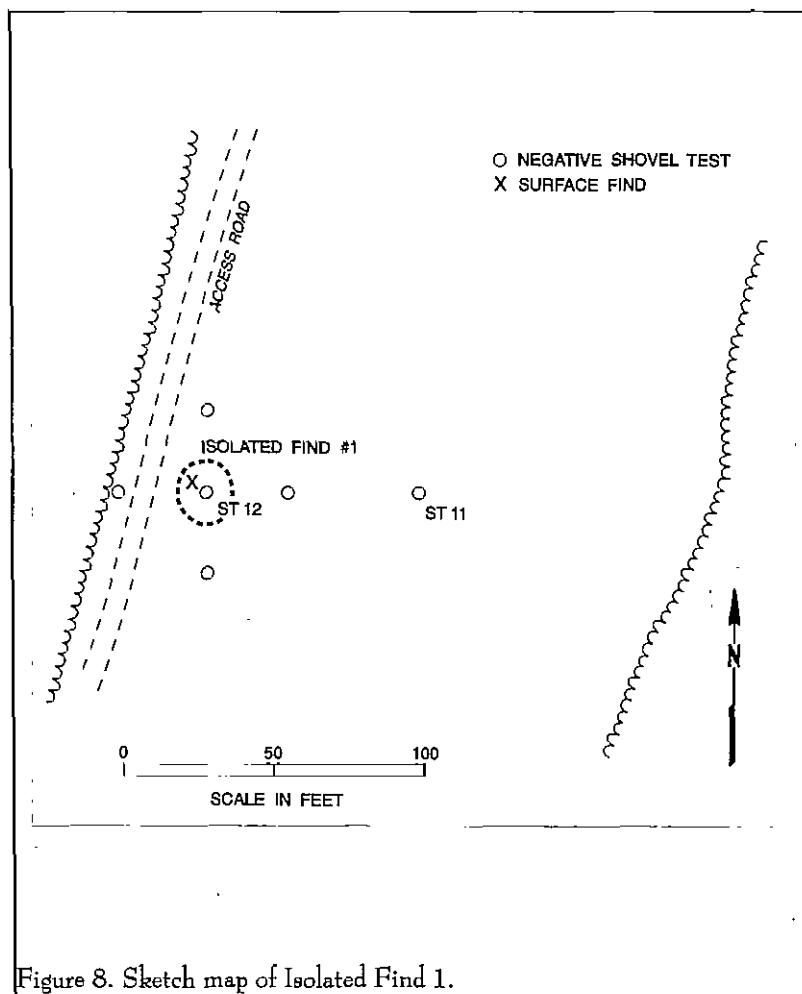 O NEGATIVE SHOVEL TEST
X SURFACE FIND
ACCESS ROAD
ISOLATED FIND #1
X
ST 12
ST 11
N
0 50 100
SCALE IN FEET
Figure 8. Sketch map of Isolated Find 1.